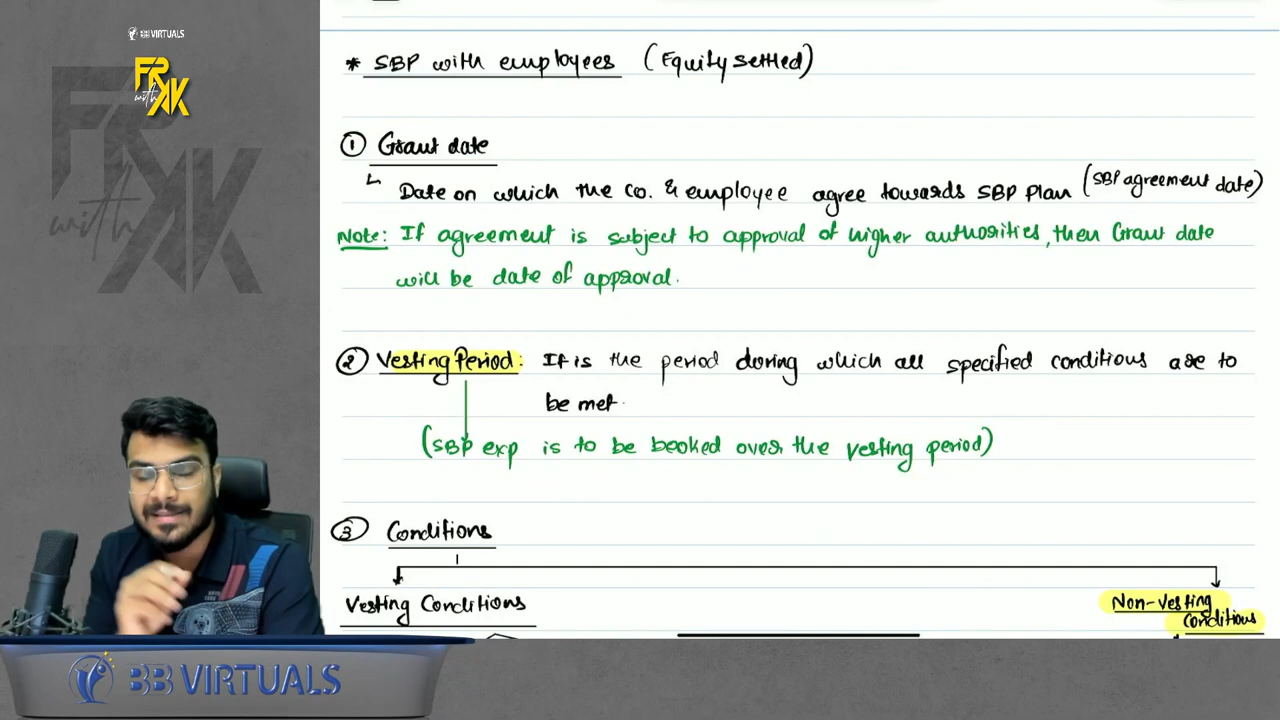 BB VIRTUALS
FR
with
AK
FR
with
AK
* SBP with employees (Equity settled)
① Grant date
Date on which the co. & employee agree towards SBP Plan (SBP agreement date)
Note: If agreement is subject to approval of higher authorities, then Grant date
will be date of approval.
② Vesting Period: It is the period during which all specified conditions are to
be met.
(SBP exp is to be booked over the vesting period)
③ Conditions
Vesting Conditions
Non-vesting
Conditions
BB VIRTUALS